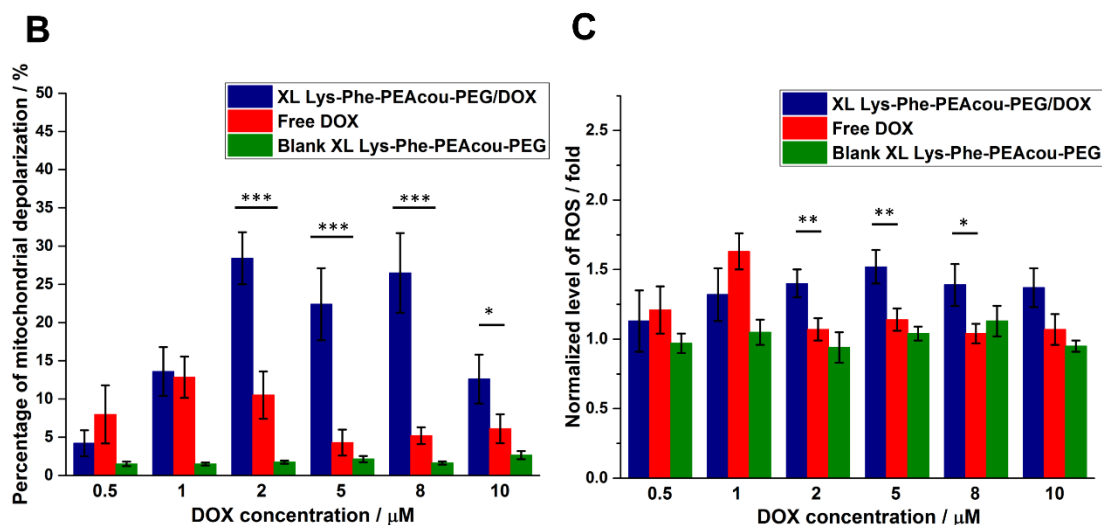 B
Percentage of mitochondrial depolarization / %
50
45
40
35
30
25
20
15
10
5
0
XL Lys-Phe-PEAcou-PEG/DOX
Free DOX
Blank XL Lys-Phe-PEAcou-PEG
***
***
***
*
0.5 1 2 5 8 10
DOX concentration / μM
C
Normalized level of ROS / fold
2.5
2.0
1.5
1.0
0.5
0.0
XL Lys-Phe-PEAcou-PEG/DOX
Free DOX
Blank XL Lys-Phe-PEAcou-PEG
**
**
*
0.5 1 2 5 8 10
DOX concentration / μM